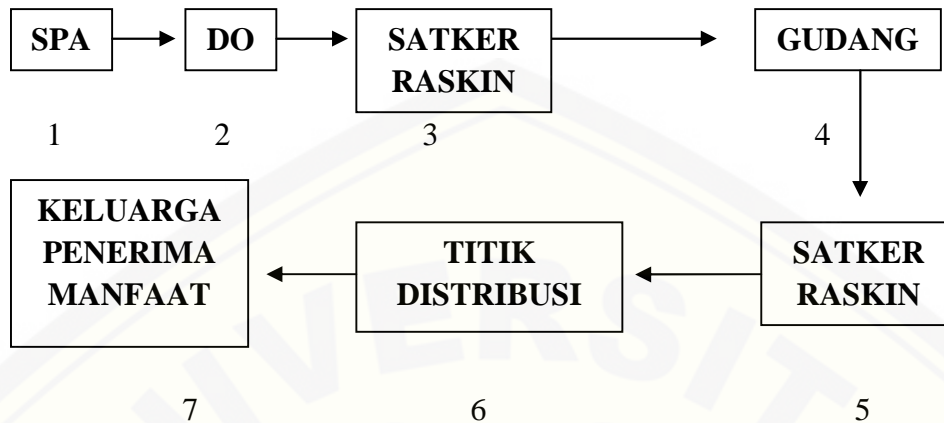 SPA
DO
SATKER
RASKIN
GUDANG
1
2
3
4
KELUARGA
PENERIMA
MANFAAT
TITIK
DISTRIBUSI
SATKER
RASKIN
7
6
5